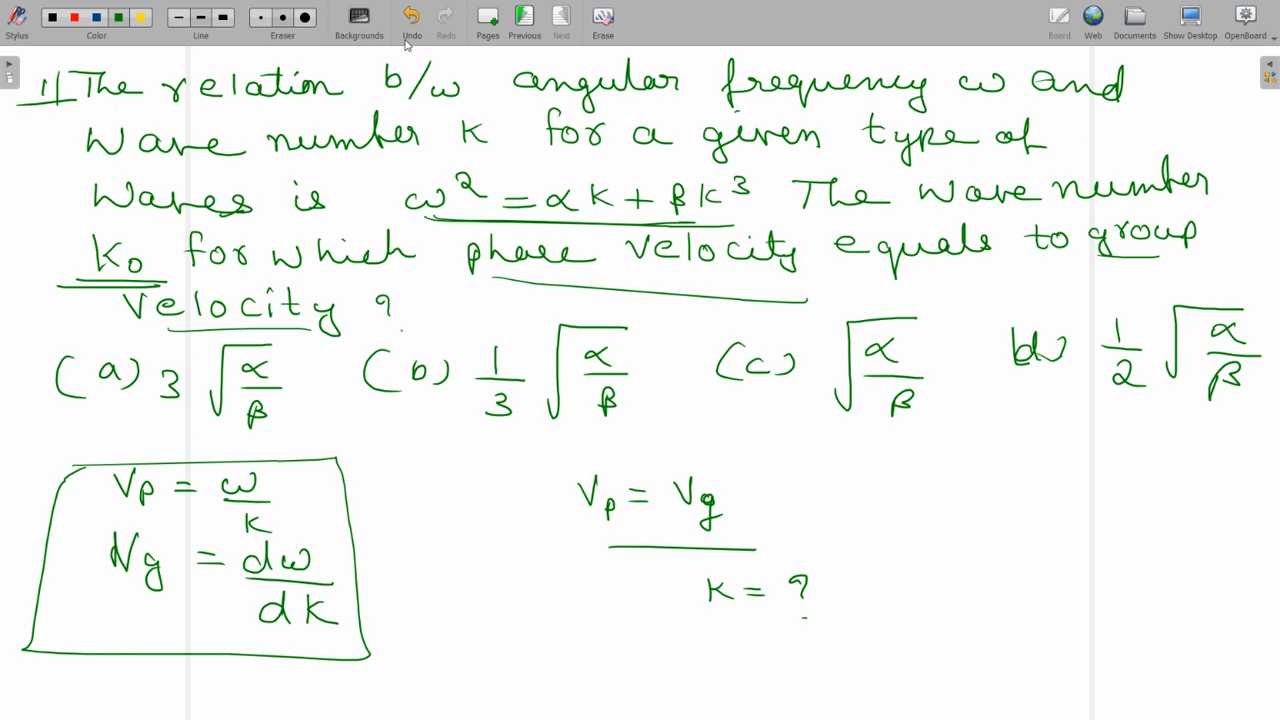 Stylus Color Line Eraser Backgrounds Undo Redo Pages Previous Next Erase Board Web Documents Show Desktop OpenBoard
1) The relation b/w angular frequency ω and
Wave number K for a given type of
Waves is ω² = αK + βK³ The Wave number
K₀ for which phase velocity equals to group
Velocity ?
(a) 3 √(α/β) (b) 1/3 √(α/β) (c) √(α/β) (d) 1/2 √(α/β)
Vp = ω/K
Vg = dω/dK
Vp = Vg
K = ?